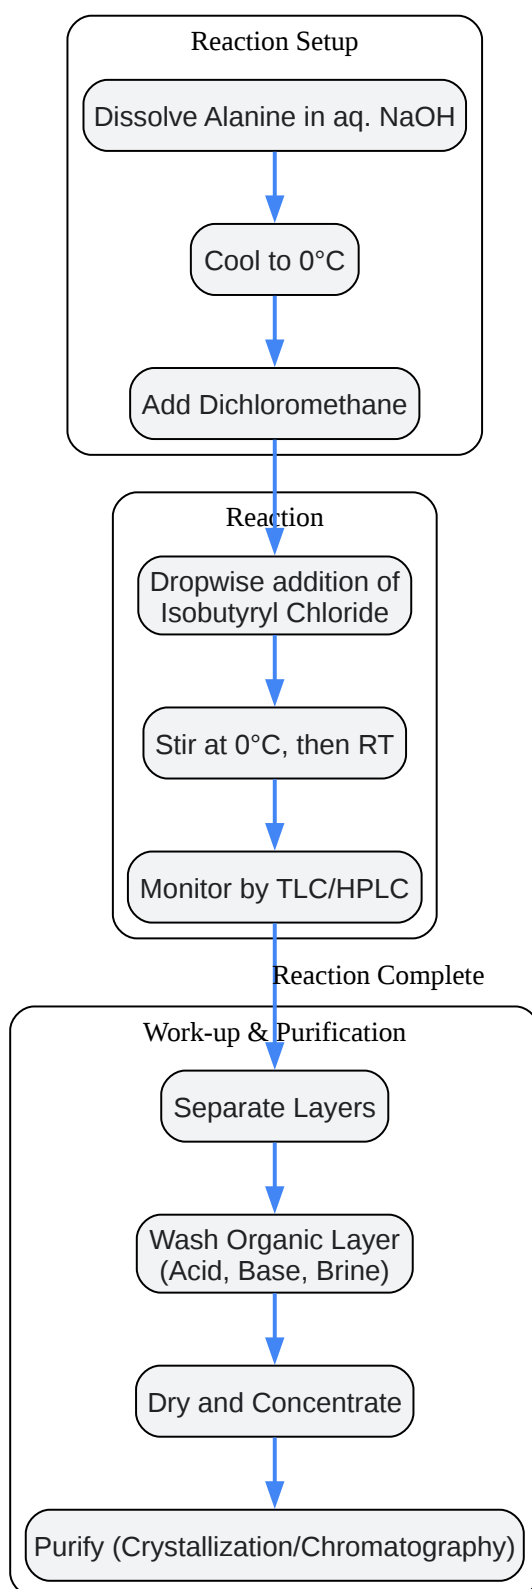 Reaction Setup
Dissolve Alanine in aq. NaOH
Cool to 0°C
Add Dichloromethane
Reaction
Dropwise addition of
Isobutyryl Chloride
Stir at 0°C, then RT
Monitor by TLC/HPLC
Reaction Complete
Work-up & Purification
Separate Layers
Wash Organic Layer
(Acid, Base, Brine)
Dry and Concentrate
Purify (Crystallization/Chromatography)